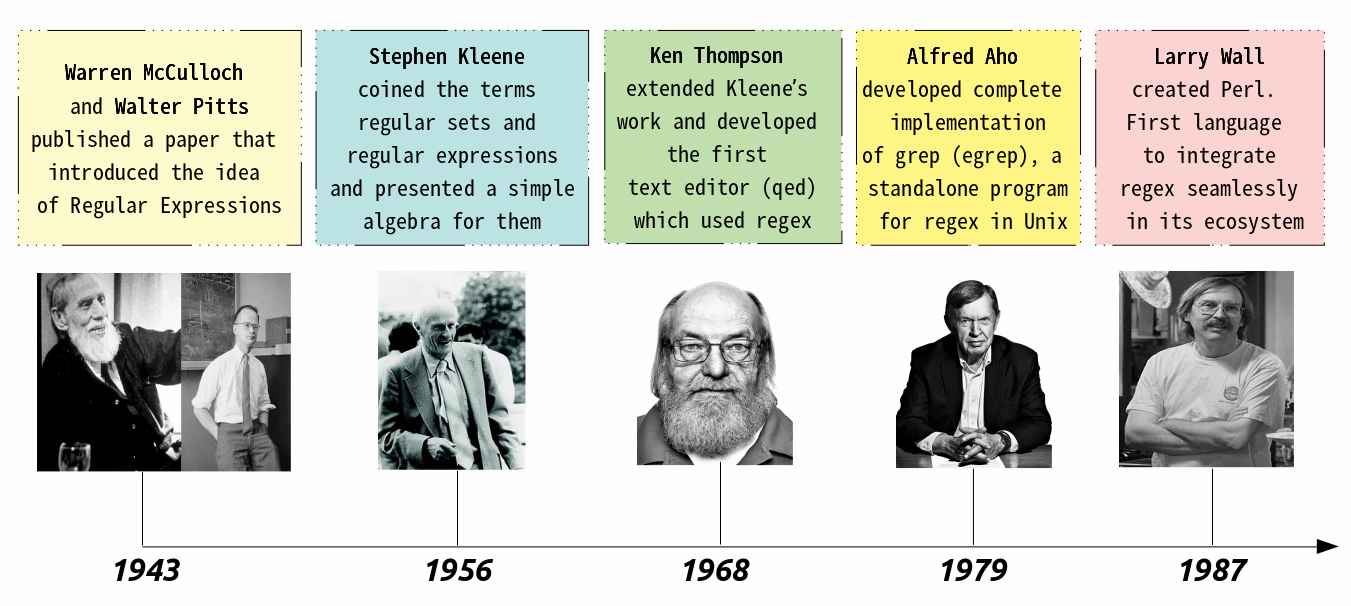 Warren McCulloch
and Walter Pitts
published a paper that
introduced the idea
of Regular Expressions
Stephen Kleene
coined the terms
regular sets and
regular expressions
and presented a simple
algebra for them
Ken Thompson
extended Kleene's
work and developed
the first
text editor (qed)
which used regex
Alfred Aho
developed complete
implementation
of grep (egrep), a
standalone program
for regex in Unix
Larry Wall
created Perl.
First language
to integrate
regex seamlessly
in its ecosystem
1943
1956
1968
1979
1987